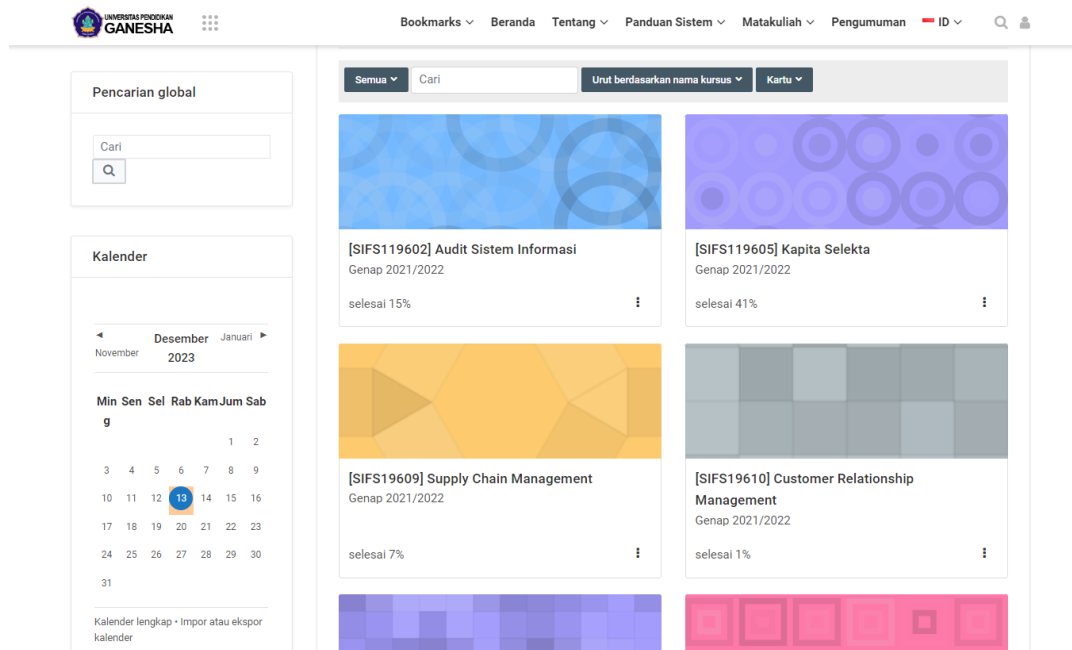 UNIVERSITAS PENDIDIKAN
GANESHA
Bookmarks Beranda Tentang Panduan Sistem Matakuliah Pengumuman ID
Pencarian global
Cari
Kalender
November
Desember 2023
Januari
Min Sen Sel Rab Kam Jum Sab
g
1 2
3 4 5 6 7 8 9
10 11 12 13 14 15 16
17 18 19 20 21 22 23
24 25 26 27 28 29 30
31
Kalender lengkap • Impor atau ekspor
kalender
Semua Cari Urut berdasarkan nama kursus Kartu
[SIFS119602] Audit Sistem Informasi
Genap 2021/2022
selesai 15%
[SIFS119605] Kapita Selekta
Genap 2021/2022
selesai 41%
[SIFS19609] Supply Chain Management
Genap 2021/2022
selesai 7%
[SIFS19610] Customer Relationship
Management
Genap 2021/2022
selesai 1%